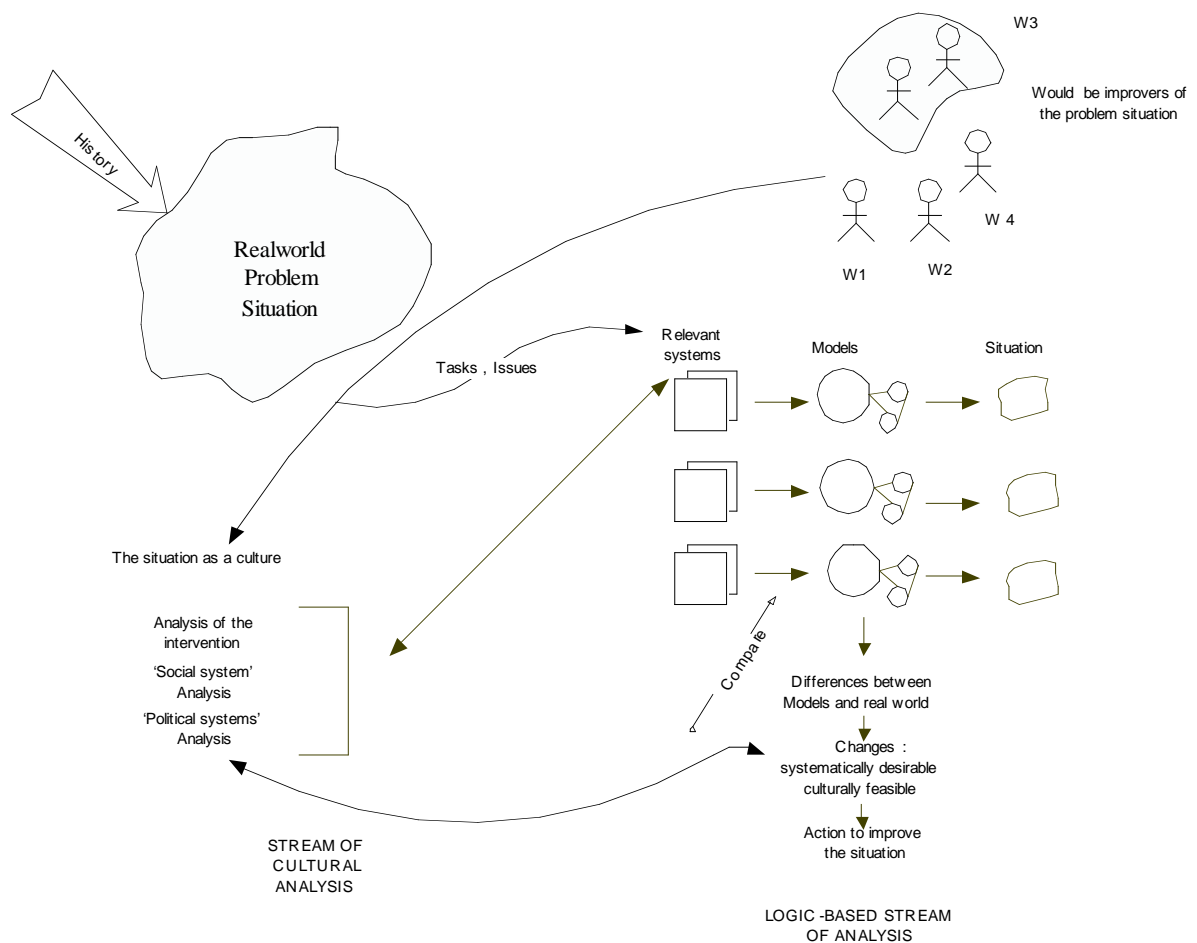 W3
Would be improvers of
the problem situation
History
W 4
W1
W2
Realworld
Problem
Situation
Tasks , Issues
Relevant
systems
Models
Situation
The situation as a culture
Analysis of the
intervention
‘Social system’
Analysis
‘Political systems’
Analysis
Compare
Differences between
Models and real world
Changes :
systematically desirable
culturally feasible
Action to improve
the situation
STREAM OF
CULTURAL
ANALYSIS
LOGIC -BASED STREAM
OF ANALYSIS